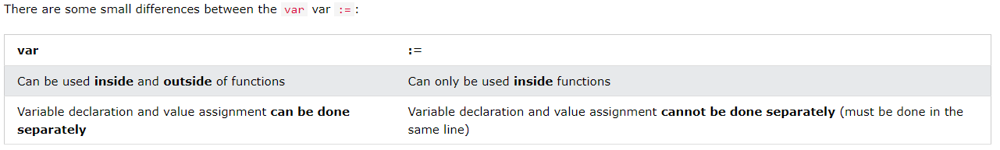 There are some small differences between the var var :=:
var
:=
Can be used inside and outside of functions
Can only be used inside functions
Variable declaration and value assignment can be done
separately
Variable declaration and value assignment cannot be done separately (must be done in the
same line)